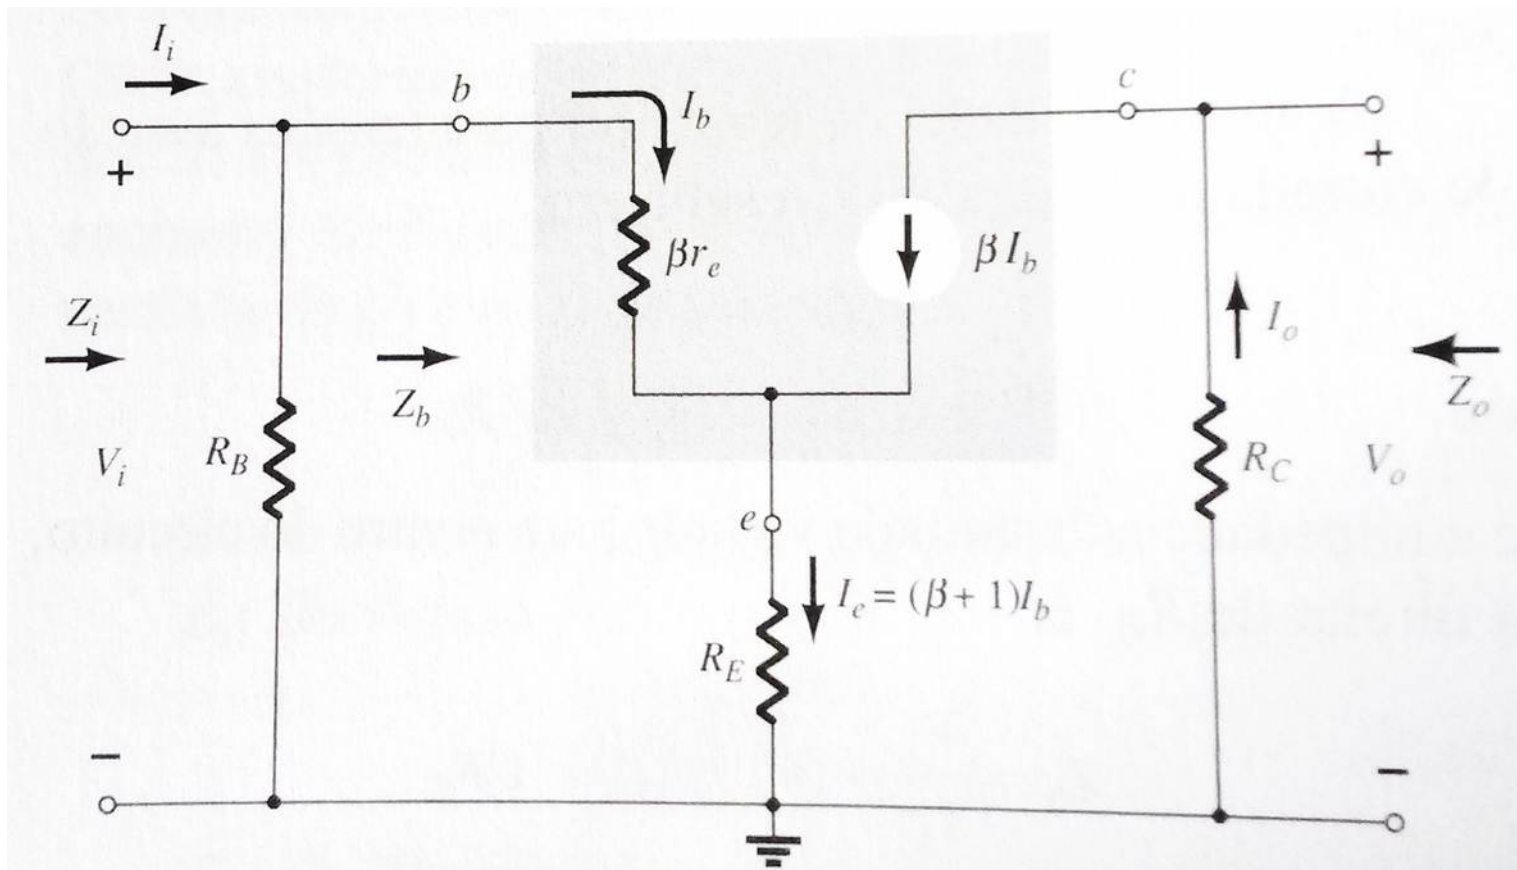 I_i
b
I_b
c
+
+
βr_e
βI_b
Z_i
Z_b
I_o
Z_o
V_i
R_B
R_C
V_o
e
I_e = (β + 1)I_b
R_E
−
−